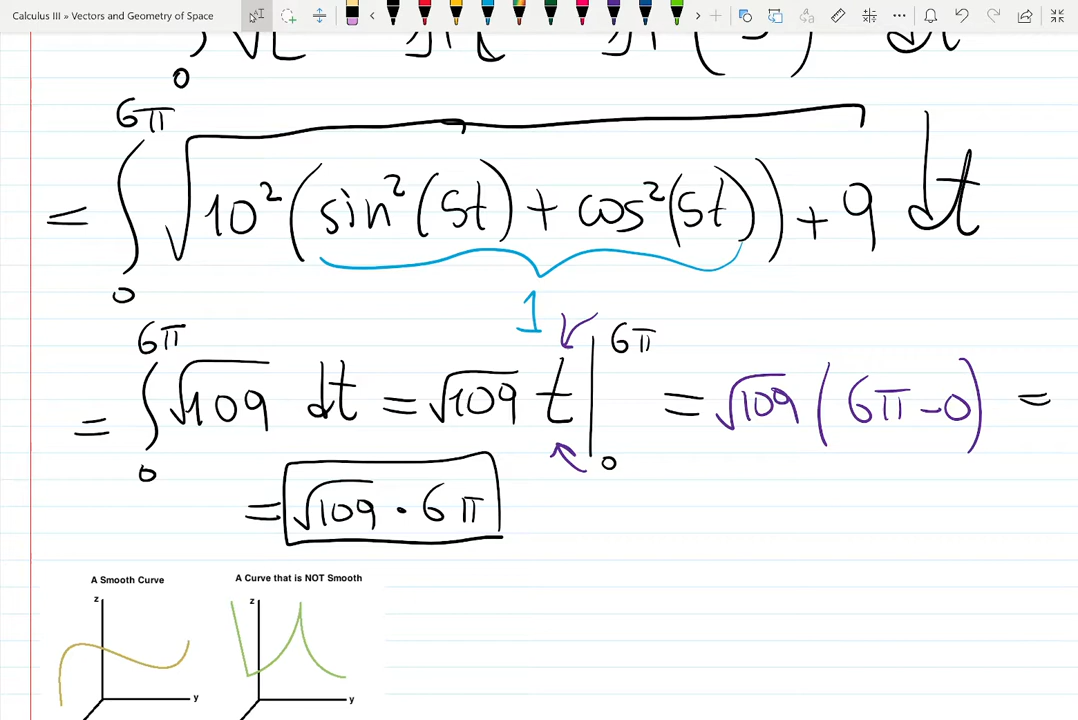 Calculus III » Vectors and Geometry of Space
0
= ∫₀^6π √(10² (sin² (5t) + cos² (5t)) + 9) dt
1
= ∫₀^6π √109 dt = √109 t |₀^6π = √109 (6π - 0) =
= √109 · 6π
A Smooth Curve A Curve that is NOT Smooth
z z
y y